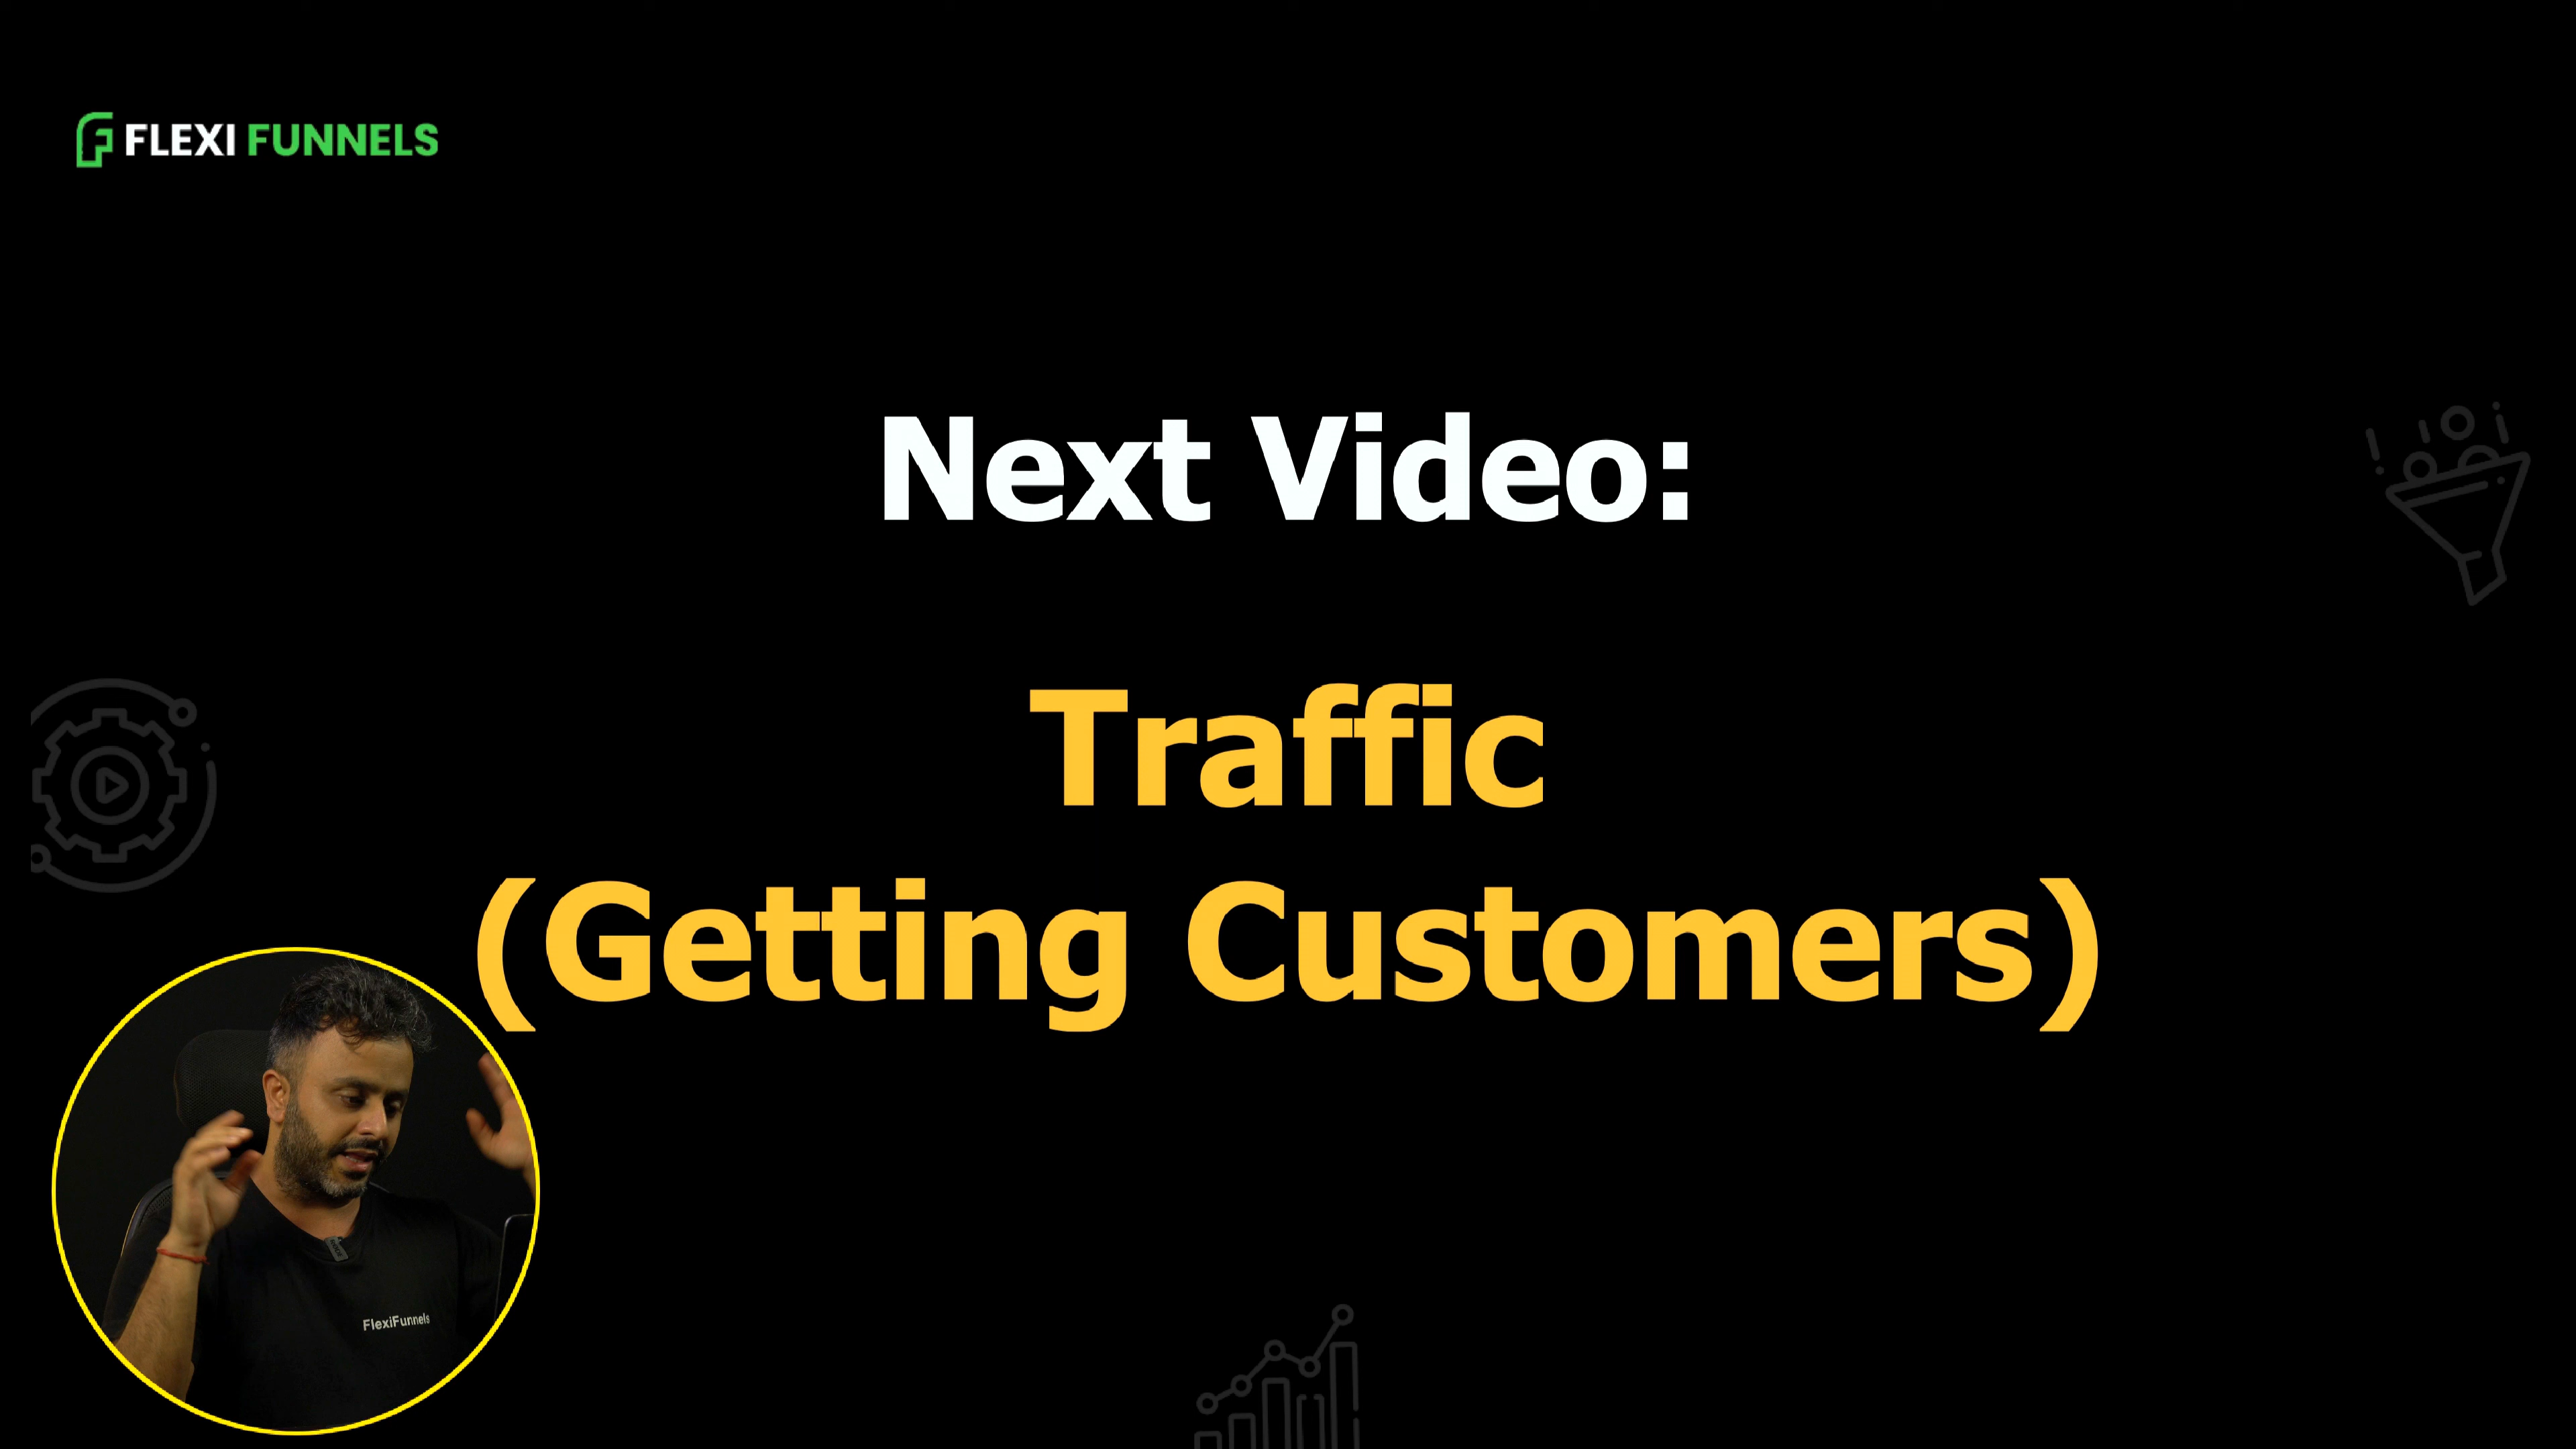 FLEXI FUNNELS
Next Video:
Traffic
(Getting Customers)
FlexiFunnels